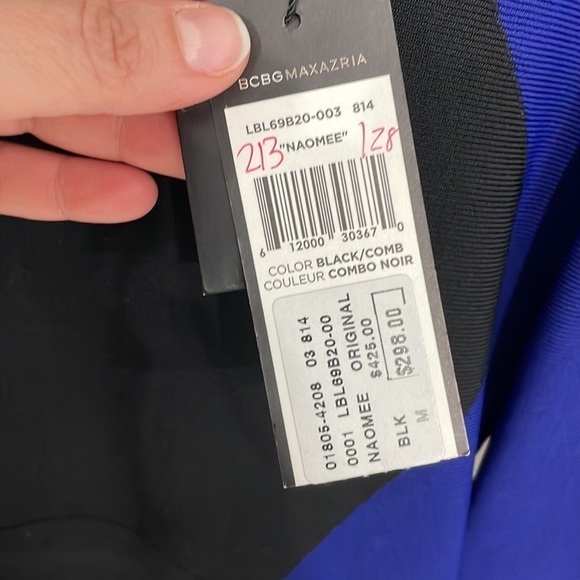 BCBGMAXAZRIA
LBL69B20-003 814
213 "NAOMEE" 128
6 12000 30367 0
COLOR BLACK/COMB
COULEUR COMBO NOIR
01805-4208 03 814
0001 LBL69B20-00
NAOMEE ORIGINAL
$425.00
BLK $298.00
M